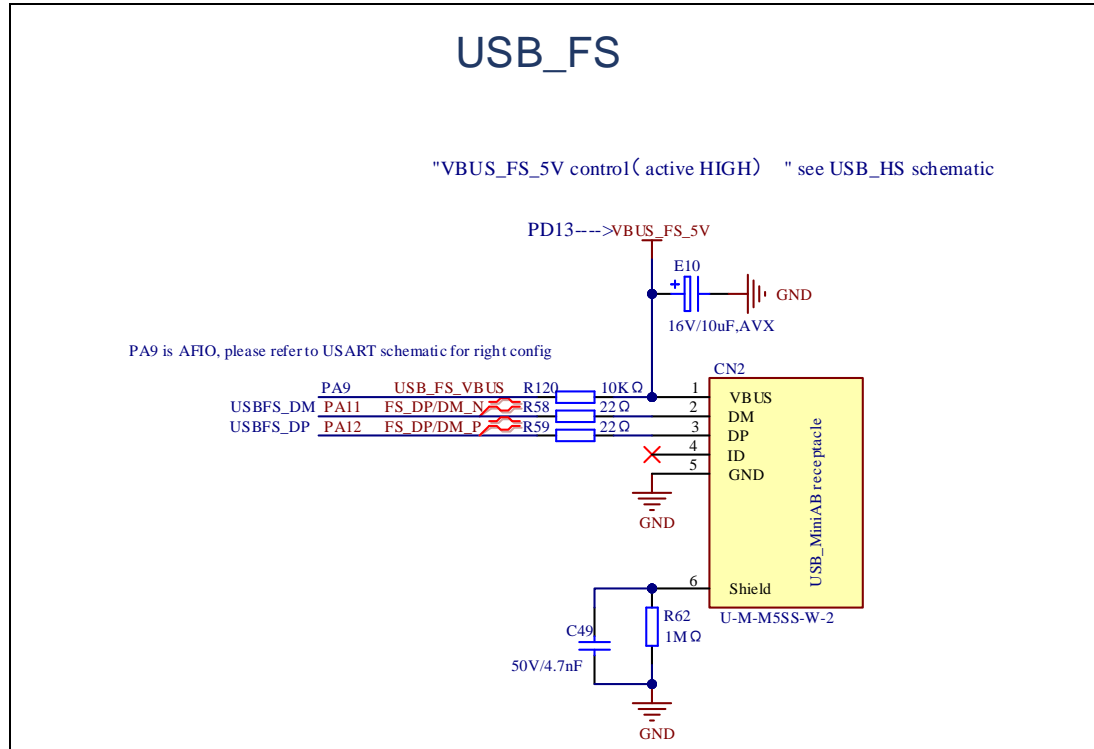 USB_FS
"VBUS_FS_5V control( active HIGH) " see USB_HS schematic
PD13---->VBUS_FS_5V
E10
+
GND
16V/10uF,AVX
PA9 is AFIO, please refer to USART schematic for right config
CN2
PA9 USB_FS_VBUS R120 10KΩ 1 VBUS
USBFS_DM PA11 FS_DP/DM_N R58 22Ω 2 DM
USBFS_DP PA12 FS_DP/DM_P R59 22Ω 3 DP
4 ID
5 GND
GND
USB_MiniAB receptacle
6 Shield
R62
1MΩ
U-M-M5SS-W-2
C49
50V/4.7nF
GND